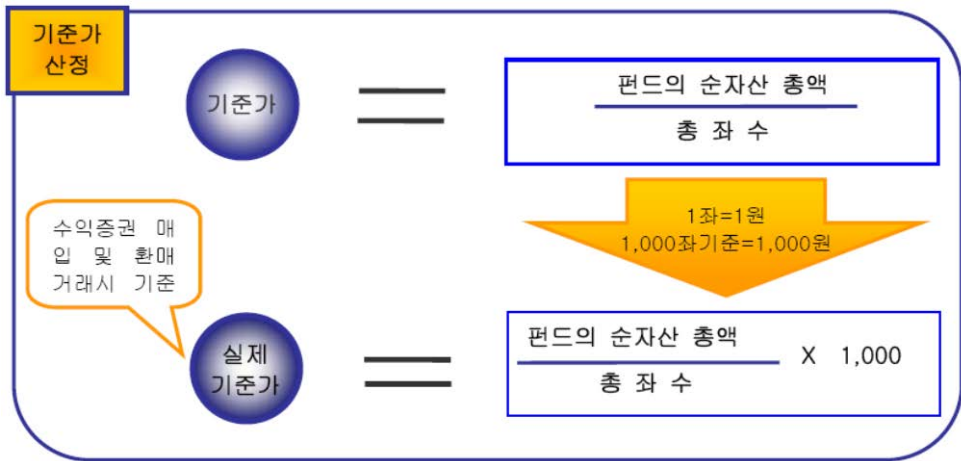 기준가
산정
기준가
펀드의 순자산 총액
총 좌 수
1좌=1원
1,000좌기준=1,000원
수익증권 매
입 및 환매
거래시 기준
실제
기준가
펀드의 순자산 총액
X 1,000
총 좌 수